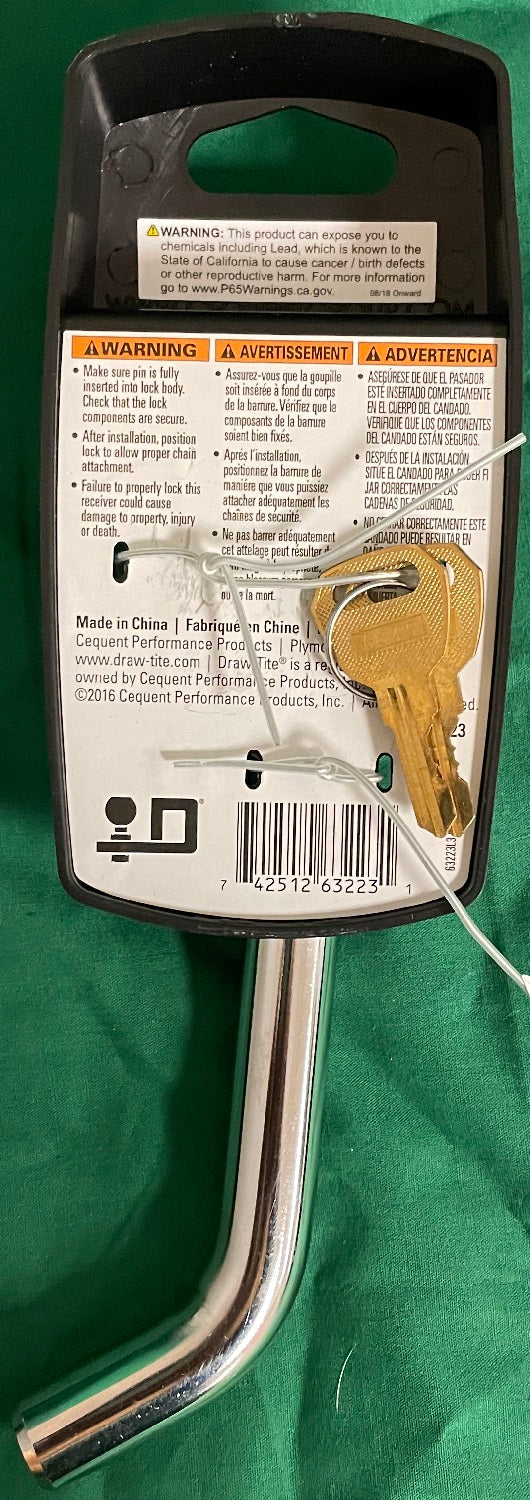 WARNING: This product can expose you to
chemicals including Lead, which is known to the
State of California to cause cancer / birth defects
or other reproductive harm. For more information
go to www.P65Warnings.ca.gov.
08/18 Onward
WARNING
• Make sure pin is fully
inserted into lock body.
Check that the lock
components are secure.
• After installation, position
lock to allow proper chain
attachment.
• Failure to properly lock this
receiver could cause
damage to property, injury
or death.
AVERTISSEMENT
• Assurez-vous que la goupille
soit insérée à fond du corps
de la barrure. Vérifiez que le
composants de la barrure
soient bien fixés.
• Après l'installation,
positionnez la barrure de
manière que vous puissiez
attacher adéquatement les
chaînes de securité.
• Ne pas barrer adéquatement
cet attelage peut résulter
la mort.
ADVERTENCIA
• ASEGÚRESE DE QUE EL PASADOR
ESTÉ INSERTADO COMPLETAMENTE
EN EL CUERPO DEL CANDADO.
VERIFIQUE QUE LOS COMPONENTES
DEL CANDADO ESTÁN SEGUROS.
• DESPUÉS DE LA INSTALACIÓN
SITUE EL CANDADO PARA
JAR CORRECTAMENTE LAS
CADENAS DE
• NO CORRECTAMENTE ESTE
PUEDE RESULTAR EN
Made in China | Fabriqué en Chine |
Cequent Performance Products |
www.draw-tite.com | Draw-Tite® is a
owned by Cequent Performance Products,
©2016 Cequent Performance Products, Inc. |
23
7 42512 63223 1